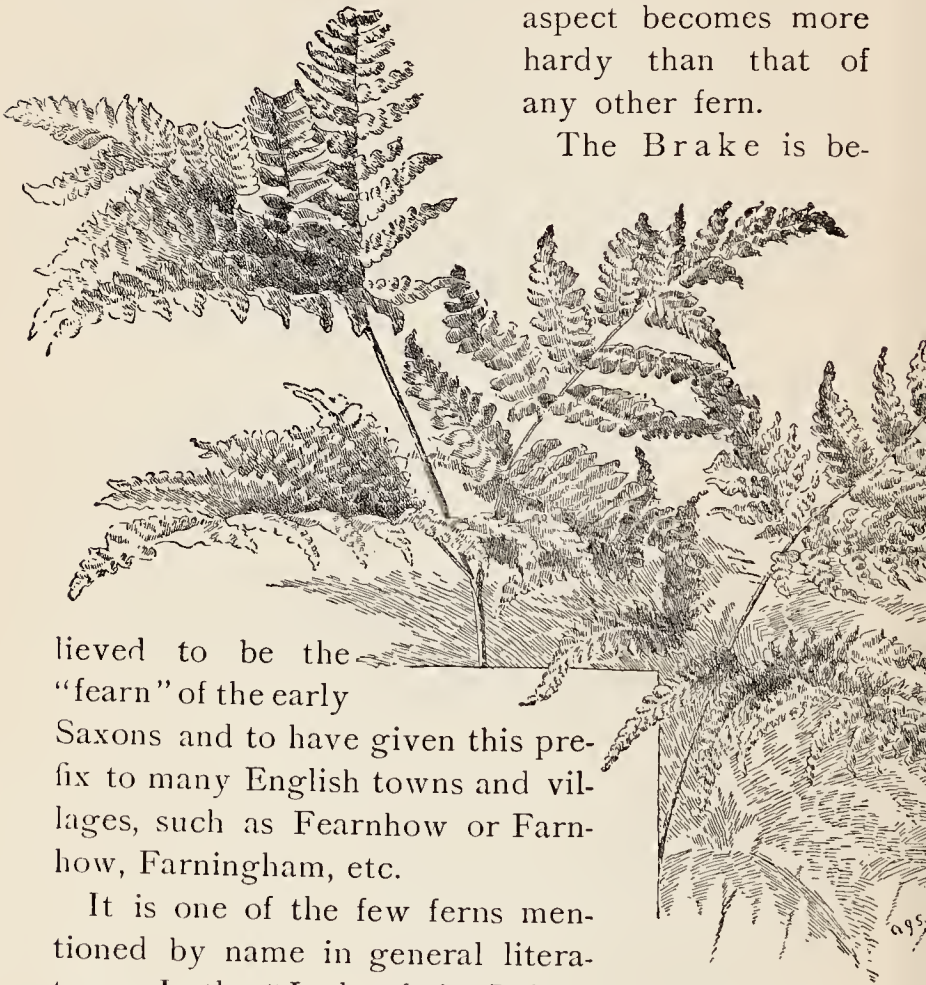 aspect becomes more
hardy than that of
any other fern.
The Brake is be-
lieved to be the
“fearn” of the early
Saxons and to have given this pre-
fix to many English towns and vil-
lages, such as Fearnhow or Farn-
how, Farningham, etc.
It is one of the few ferns men-
tioned by name in general litera-